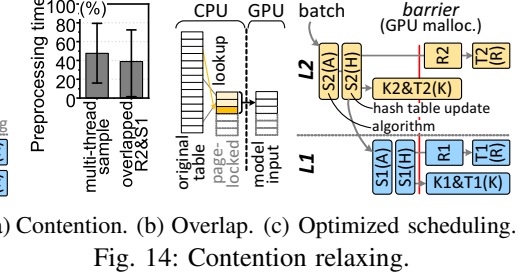 (%)
Preprocessing time
100
80
60
40
20
0
multi-thread
sample
overlapped
R2&S1
CPU
GPU
lookup
original
table
page-
locked
model
input
batch
barrier
(GPU malloc.)
L2
S2(A)
S2(H)
R2
T2
(R)
K2&T2(K)
hash table update
algorithm
L1
S1(A)
S1(H)
R1
T1
(R)
K1&T1(K)
) Contention. (b) Overlap. (c) Optimized scheduling.
Fig. 14: Contention relaxing.